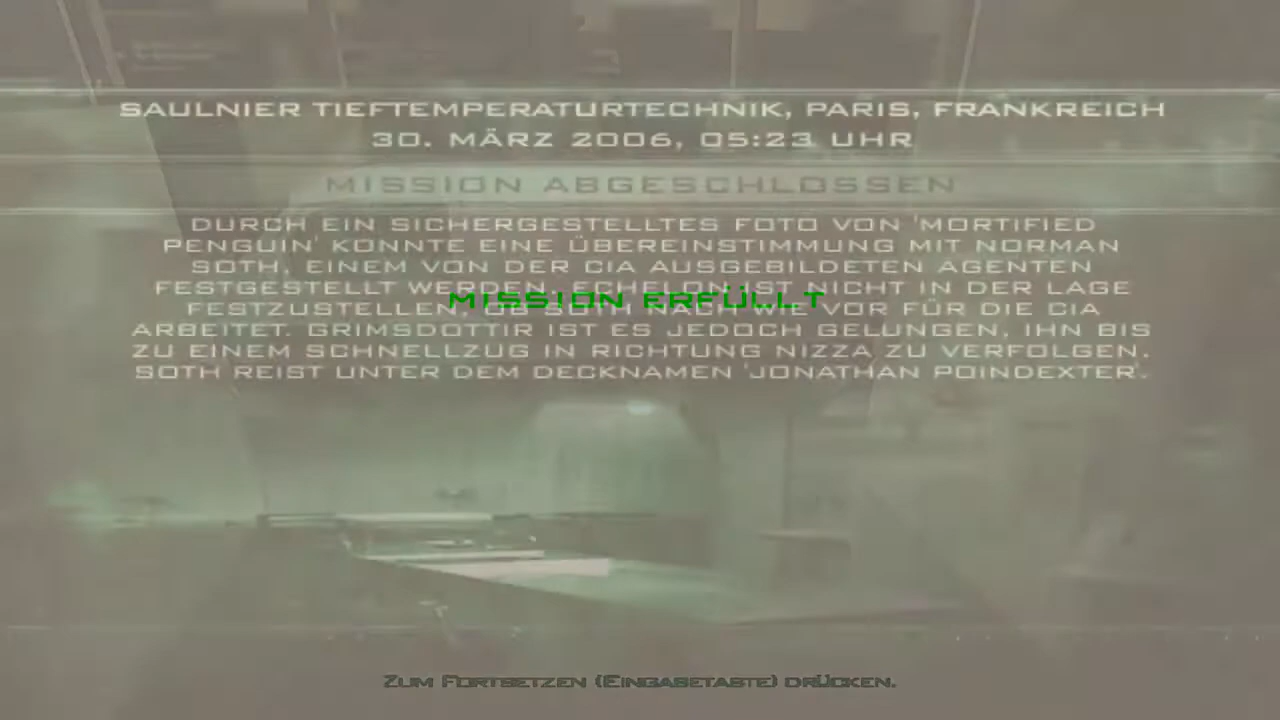 SAULNIER TIEFTEMPERATURTECHNIK, PARIS, FRANKREICH
30. MÄRZ 2006, 05:23 UHR
MISSION ABGESCHLOSSEN
DURCH EIN SICHERGESTELLTES FOTO VON 'MORTIFIED
PENGUIN' KONNTE EINE ÜBEREINSTIMMUNG MIT NORMAN
SOTH, EINEM VON DER CIA AUSGEBILDETEN AGENTEN
FESTGESTELLT WERDEN. ECHELON IST NICHT IN DER LAGE
MISSION ERFÜLLT
FESTZUSTELLEN, OB SOTH NACH WIE VOR FÜR DIE CIA
ARBEITET. GRIMSDOTTIR IST ES JEDOCH GELUNGEN, IHN BIS
ZU EINEM SCHNELLZUG IN RICHTUNG NIZZA ZU VERFOLGEN.
SOTH REIST UNTER DEM DECKNAMEN 'JONATHAN POINDEXTER'.
ZUM FORTSETZEN (EINGABETASTE) DRÜCKEN.